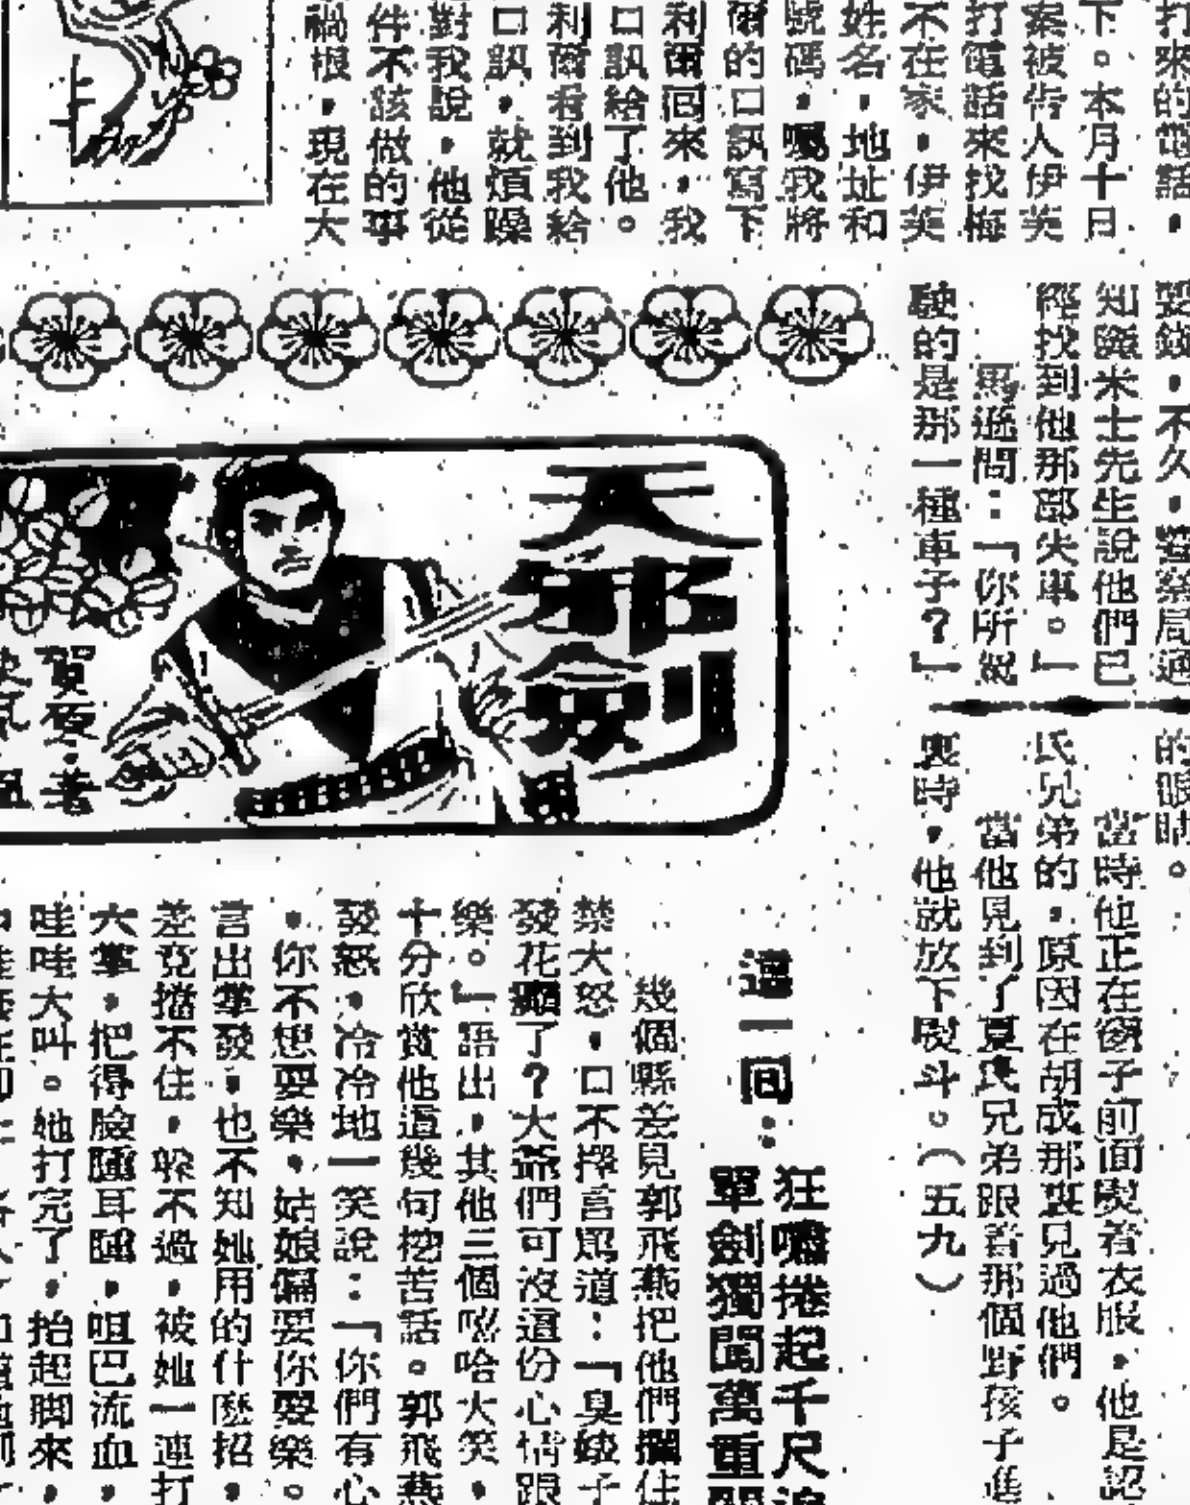 打來的電話，
下。本月十日
案被告人伊芙
打電話來找梅
不在家，伊芙
姓名，地址和
號碼，囑我將
爾的口訊寫下
利爾回來，我
口訊給了他。
利爾看到我給
口訊，就煩躁
對我說，他從
件不該做的事
禍根，現在大
不久，警察局通
知 米士先生說他們已
經找到他那部失車。」
馬遜問：「你所
駛的是那一種車子？」
的眼睛。
當時他正在 子前面熨着衣服，他是認
氏兄弟的，原因在胡成那裏見過他們。
當他見到了夏氏兄弟跟着那個野孩子進
裏時，他就放下熨斗。（五九）
天邪劍
賀 著
這一回：
狂嘯捲起千尺
單劍獨闖萬重
幾個縣差見郭飛燕把他們攔住
禁大怒，口不擇言罵道：「臭 子
發花癲了？大爺們可沒這份心情跟
樂。」語出，其他三個 哈大笑，
十分欣賞他這幾句挖苦話。郭飛燕
發怒，冷冷地一笑說：「你們有心
，你不想耍樂，姑娘偏要你耍樂。
言出掌發，也不知她用的什麼招，
差竟擋不住，躲不過，被她一連打
六掌，把得臉腫耳腫，咀巴流血，
哇哇大叫。她打完了，抬起脚來，